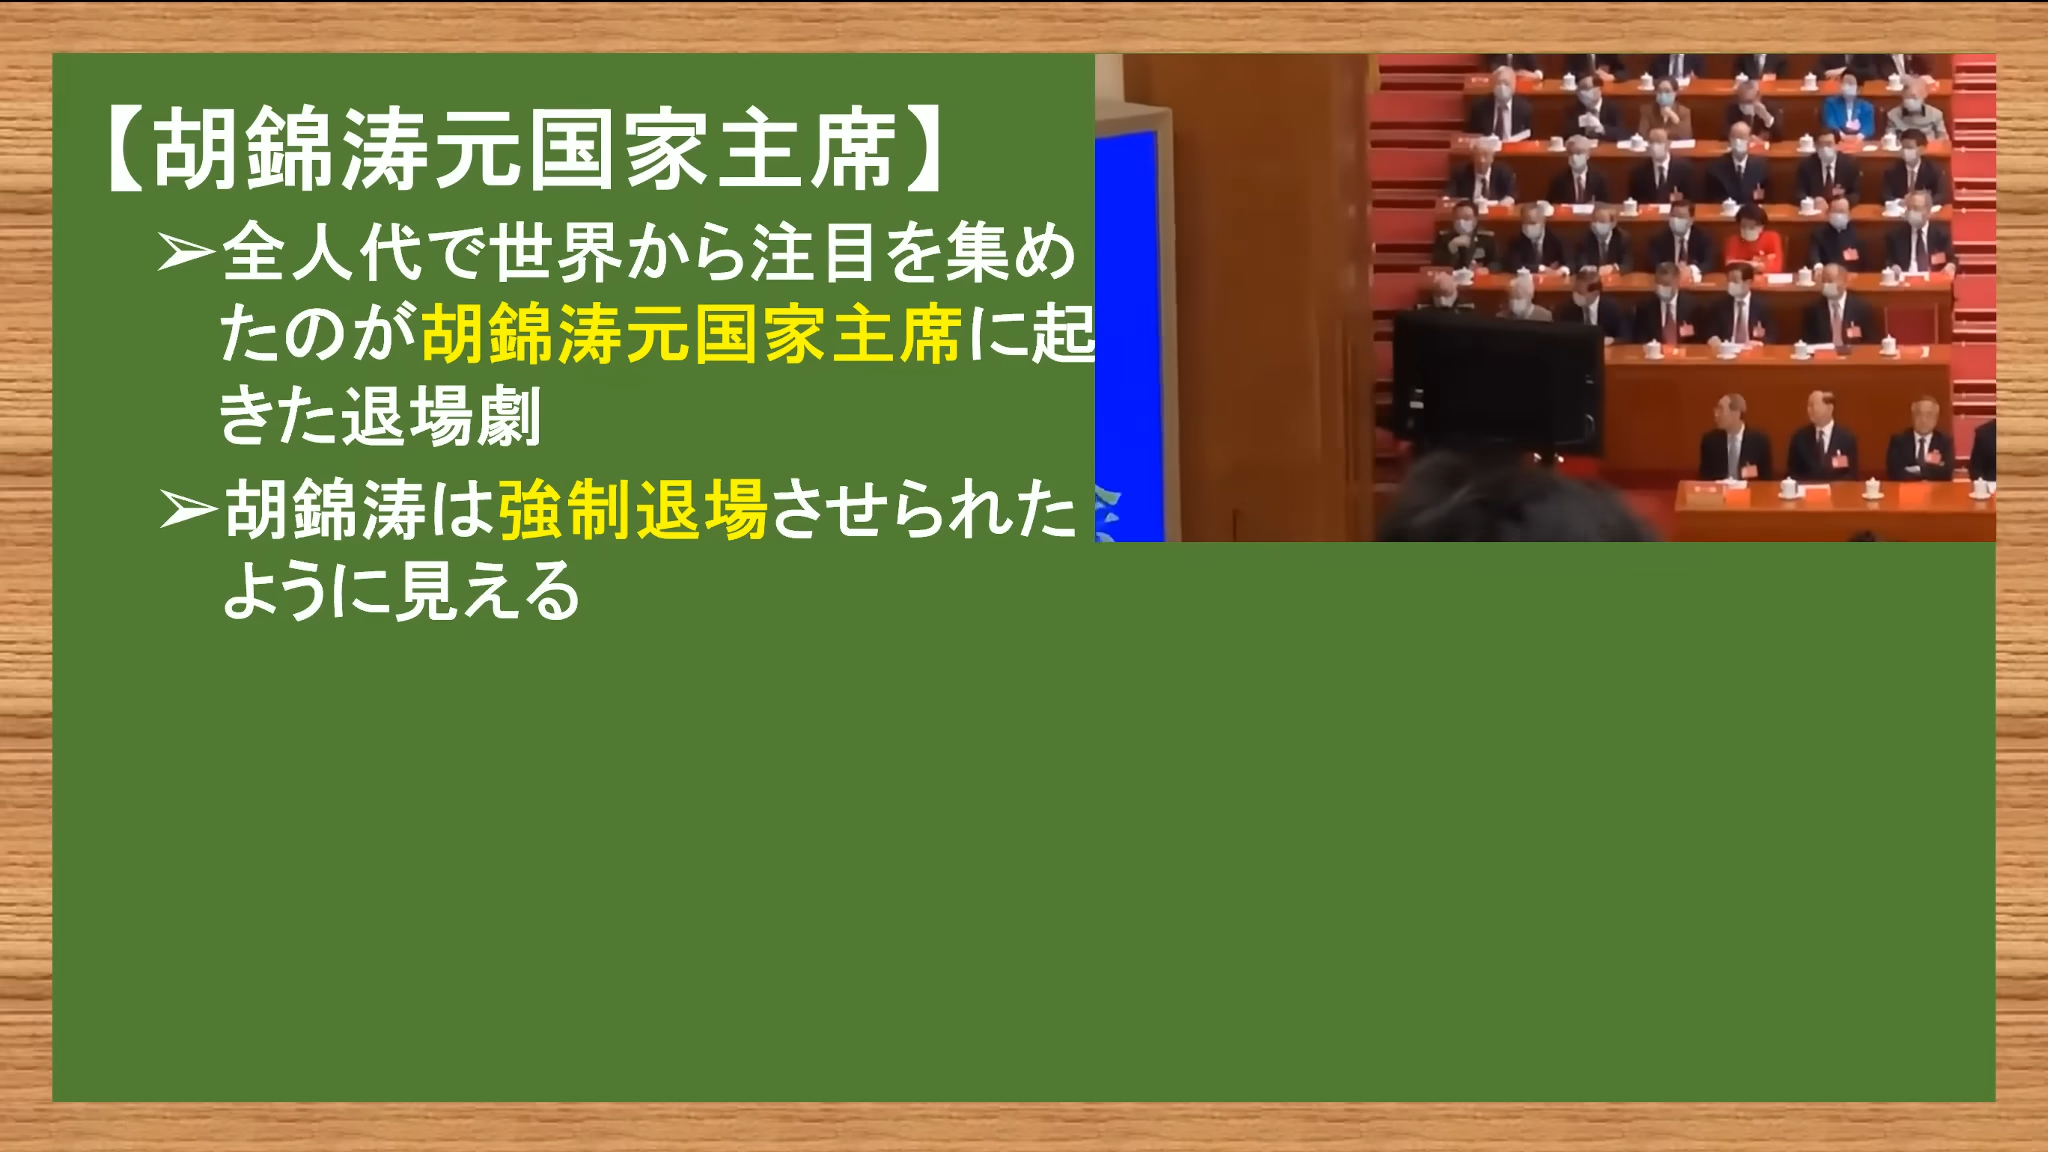 【胡錦涛元国家主席】
➢全人代で世界から注目を集め
たのが胡錦涛元国家主席に起
きた退場劇
➢胡錦涛は強制退場させられた
ように見える